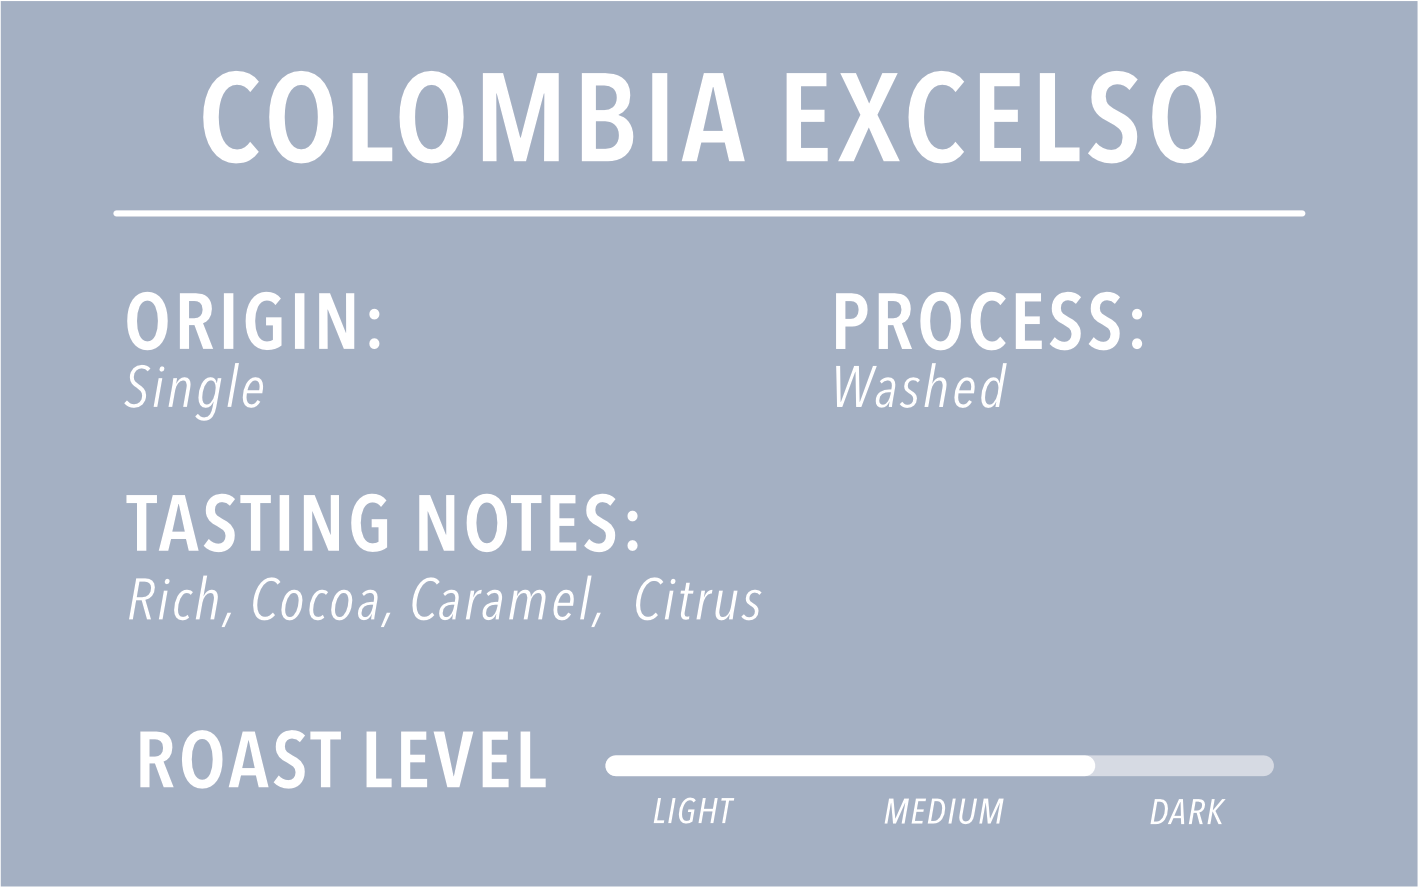 COLOMBIA EXCELSO
ORIGIN:
Single
PROCESS:
Washed
TASTING NOTES:
Rich, Cocoa, Caramel,  Citrus
ROAST LEVEL
LIGHT MEDIUM DARK